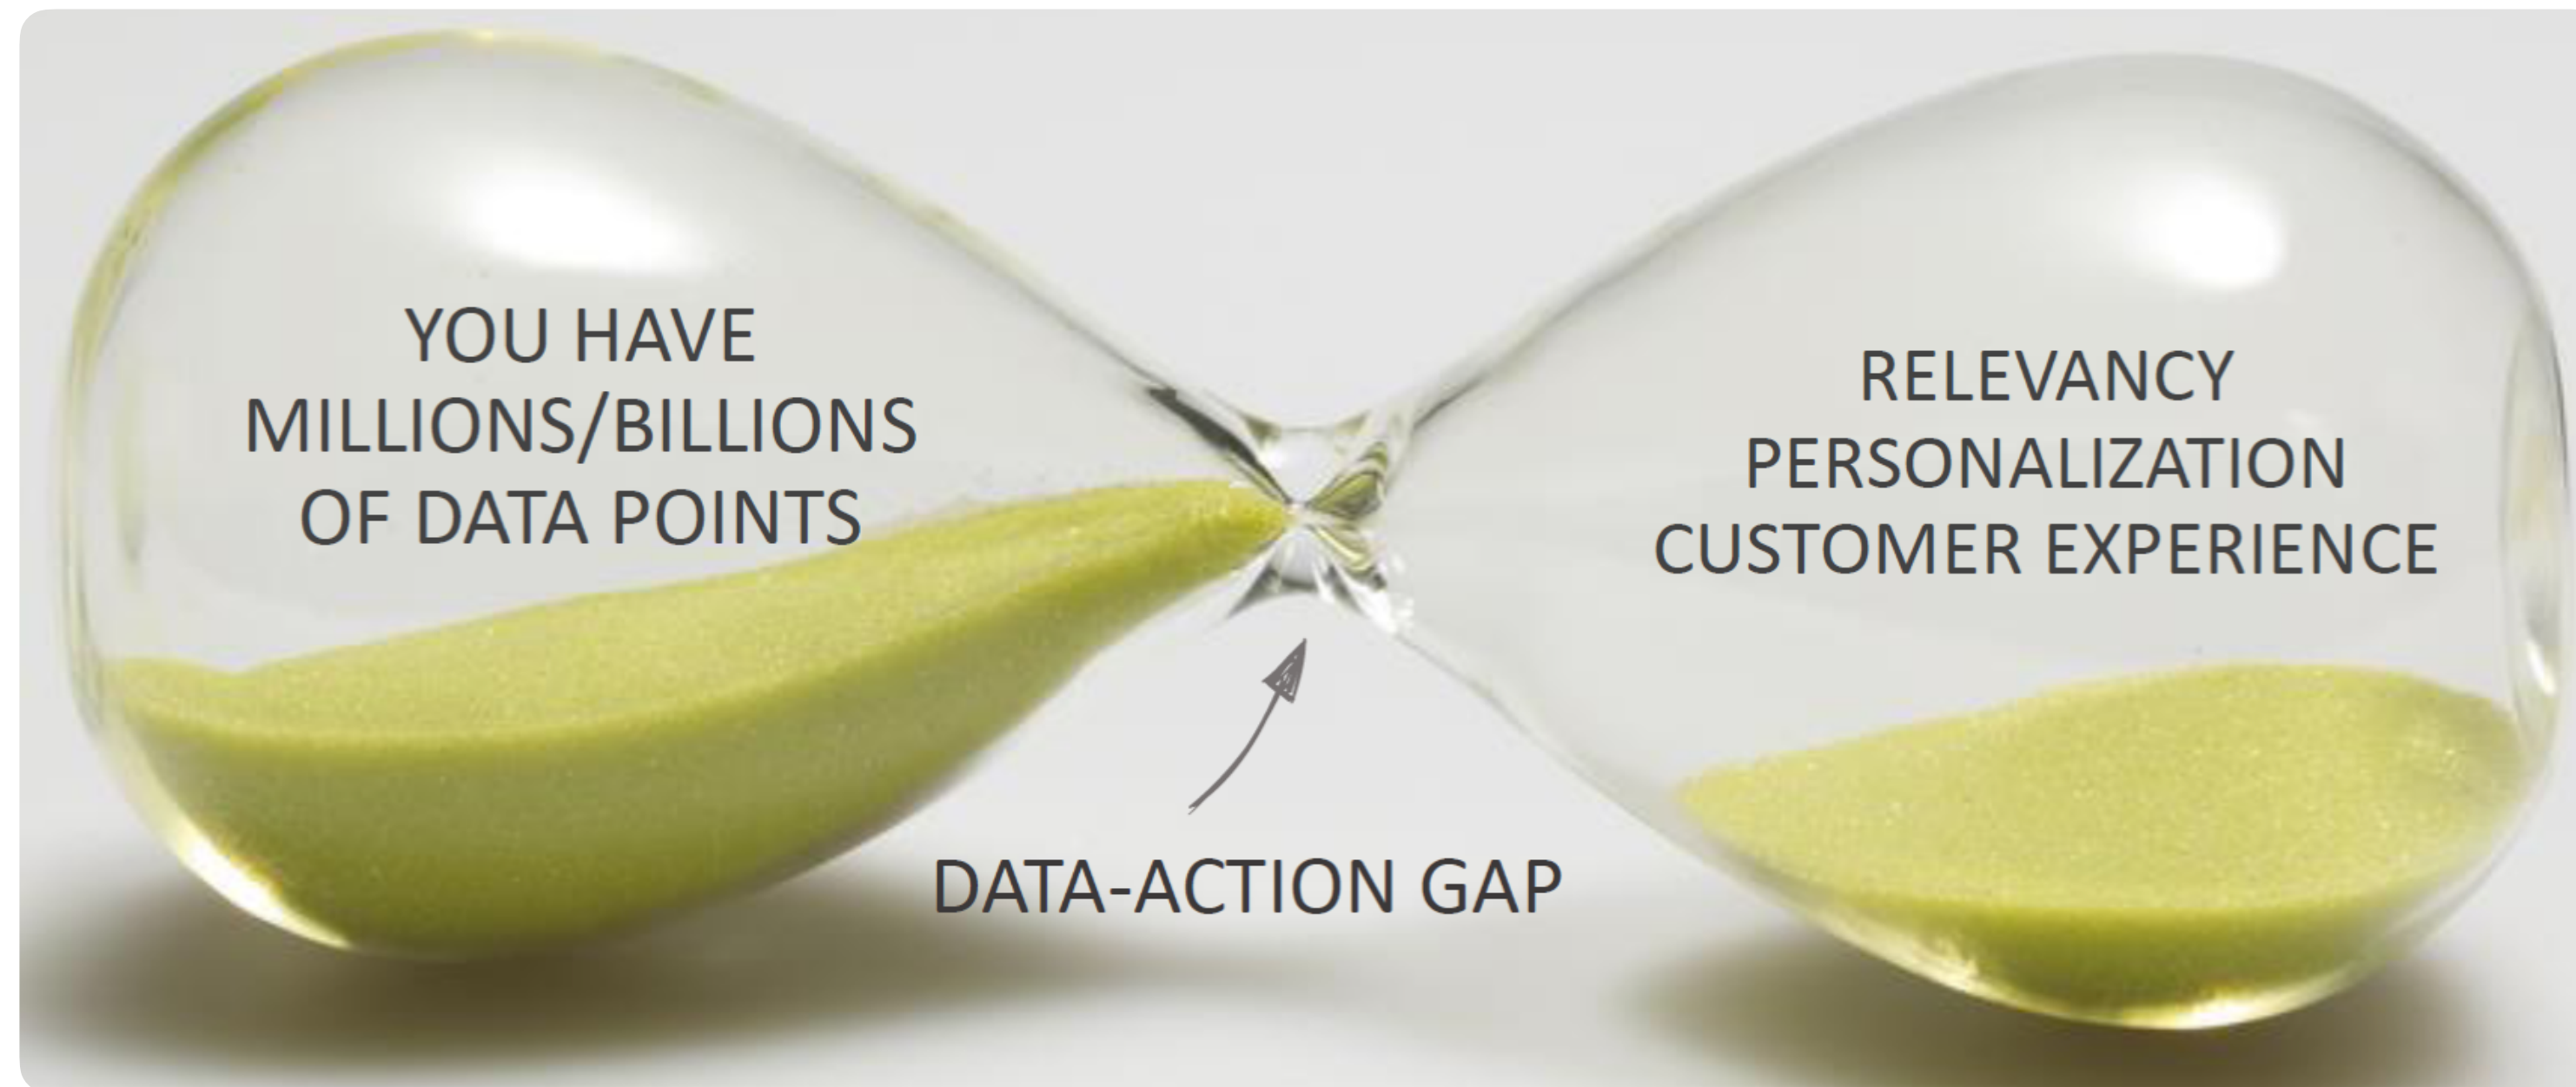 YOU HAVE
MILLIONS/BILLIONS
OF DATA POINTS
RELEVANCY
PERSONALIZATION
CUSTOMER EXPERIENCE
DATA-ACTION GAP